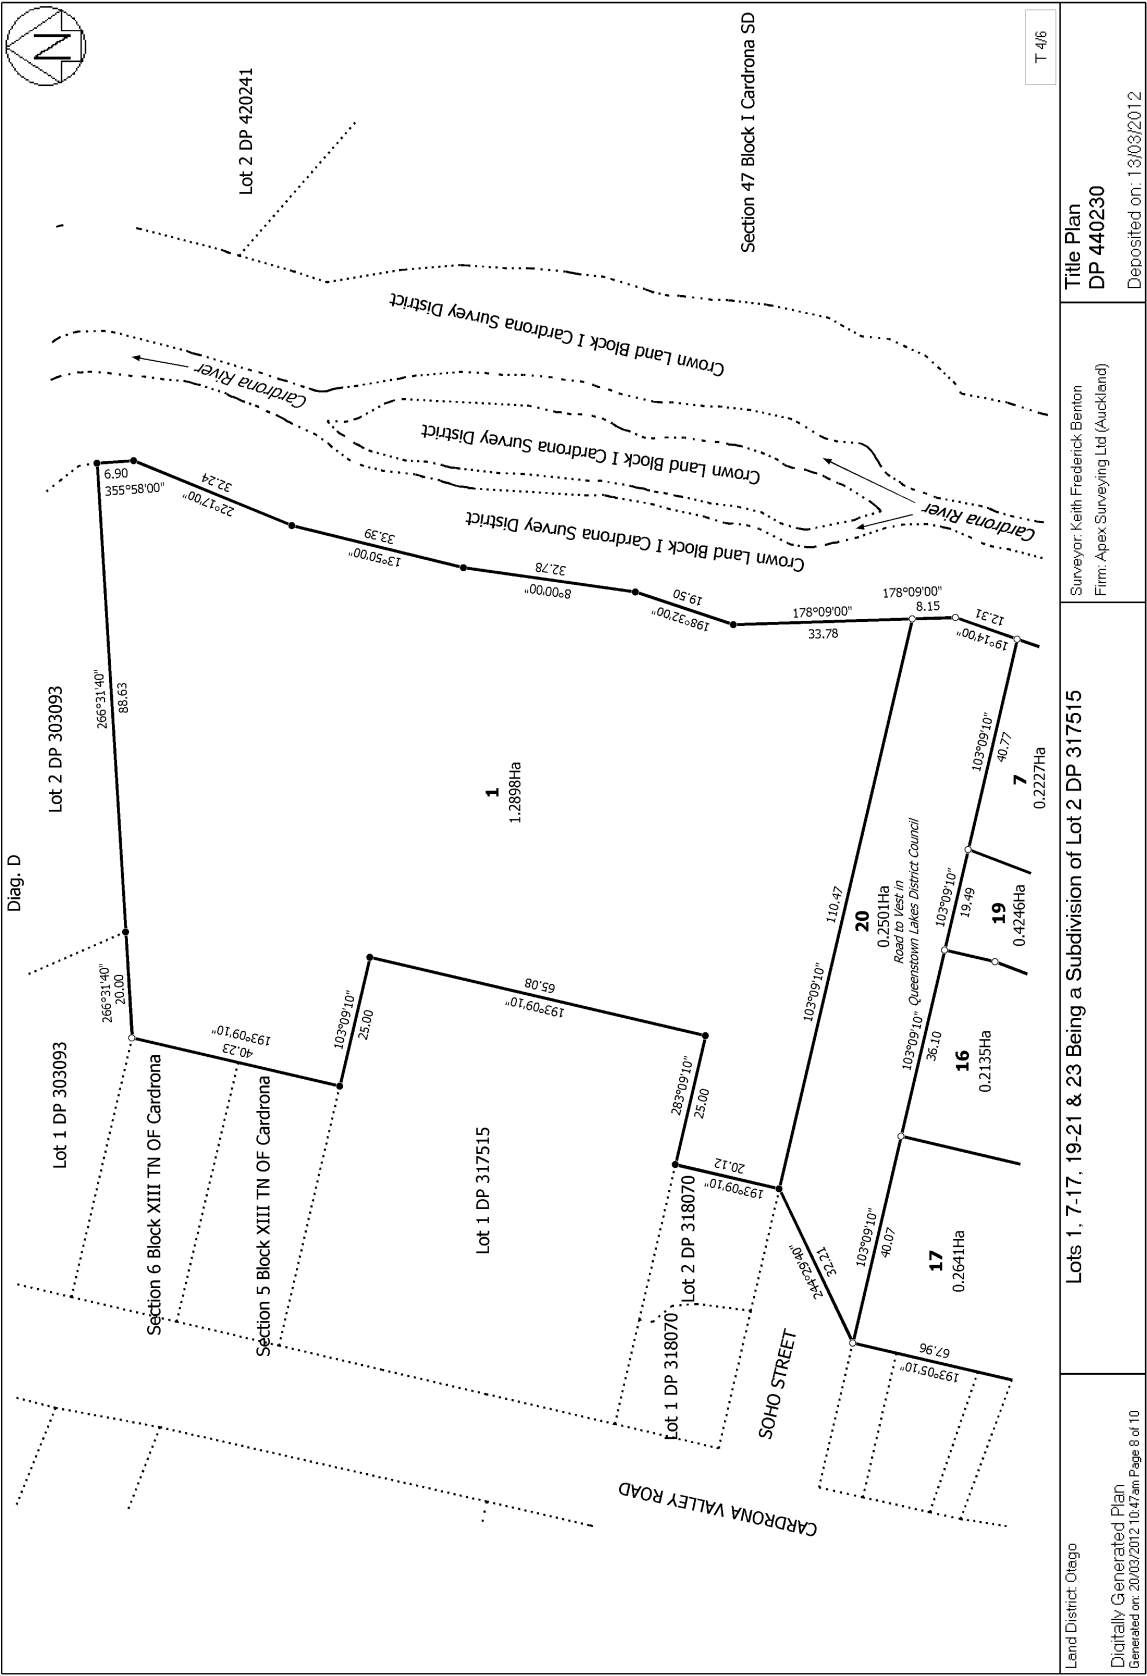 Diag. D
N
T 4/6
Lot 1 DP 303093
Lot 2 DP 303093
Lot 2 DP 420241
266°31'40"
20.00
266°31'40"
88.63
6.90
355°58'00"
32.24
22°17'00"
33.39
13°50'00"
32.78
8°00'00"
19.50
198°32'00"
178°09'00"
33.78
178°09'00"
8.15
12.31
19°14'00"
Cardrona River
Crown Land Block I Cardrona Survey District
Crown Land Block I Cardrona Survey District
Crown Land Block I Cardrona Survey District
Cardrona River
Section 47 Block I Cardrona SD
Section 6 Block XIII TN OF Cardrona
Section 5 Block XIII TN OF Cardrona
193°09'10"
40.23
103°09'10"
25.00
65.08
193°09'10"
283°09'10"
25.00
20.12
193°09'10"
1
1.2898Ha
Lot 1 DP 317515
Lot 2 DP 318070
Lot 1 DP 318070
103°09'10"
110.47
20
0.2501Ha
Road to Vest in
Queenstown Lakes District Council
244°29'40"
32.21
SOHO STREET
CARDRONA VALLEY ROAD
103°09'10"
40.07
103°09'10"
36.10
103°09'10"
19.49
103°09'10"
40.77
17
0.2641Ha
16
0.2135Ha
19
0.4246Ha
7
0.2227Ha
67.96
193°05'10"
Land District: Otago
Digitally Generated Plan
Generated on: 20/03/2012 10:47am Page 8 of 10
Lots 1, 7-17, 19-21 & 23 Being a Subdivision of Lot 2 DP 317515
Surveyor: Keith Frederick Benton
Firm: Apex Surveying Ltd (Auckland)
Title Plan
DP 440230
Deposited on: 13/03/2012